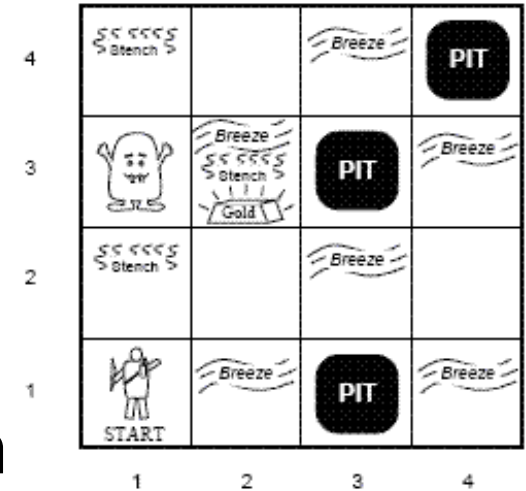 4
Stench
Breeze
PIT
3
Breeze
Stench
Gold
PIT
Breeze
2
Stench
Breeze
1
START
Breeze
PIT
Breeze
1 2 3 4